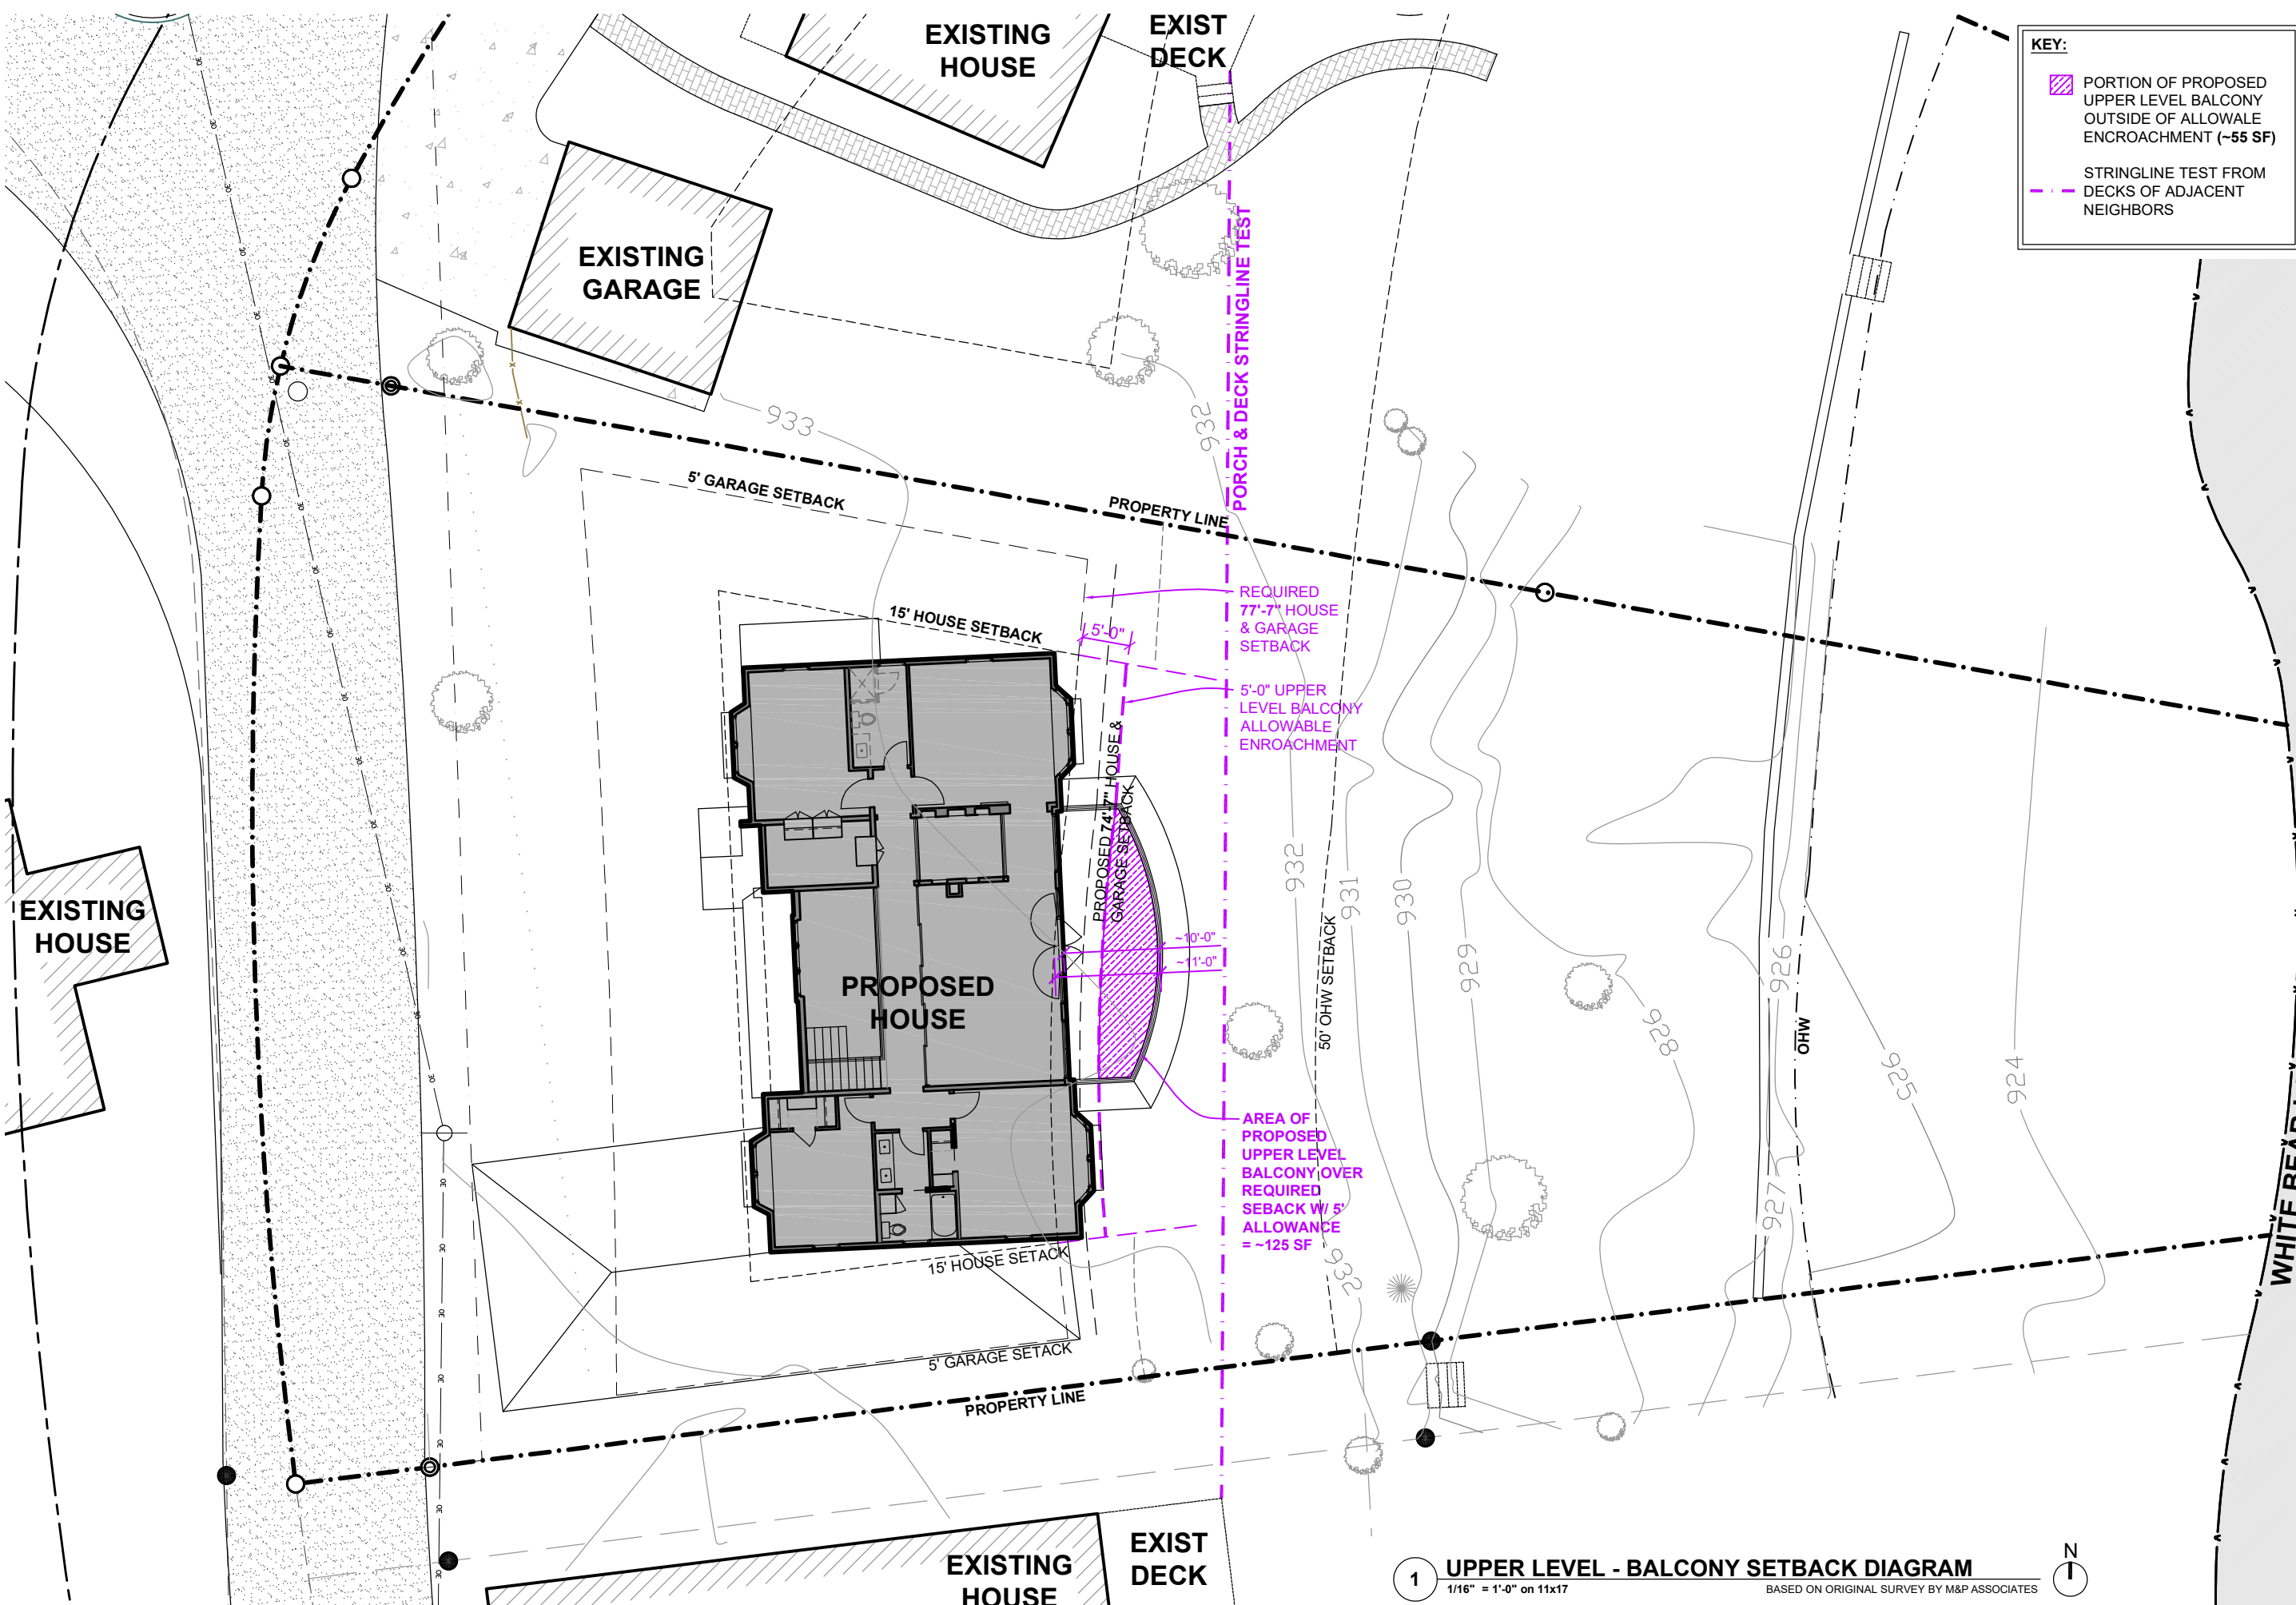 EXISTING
HOUSE
EXIST
DECK
KEY:
PORTION OF PROPOSED
UPPER LEVEL BALCONY
OUTSIDE OF ALLOWALE
ENCROACHMENT (~55 SF)
STRINGLINE TEST FROM
DECKS OF ADJACENT
NEIGHBORS
EXISTING
GARAGE
PORCH & DECK STRINGLINE TEST
933
932
5' GARAGE SETBACK
PROPERTY LINE
15' HOUSE SETBACK
REQUIRED
77'-7" HOUSE
& GARAGE
SETBACK
5'-0"
5'-0" UPPER
LEVEL BALCONY
ALLOWABLE
ENROACHMENT
PROPOSED 74'-7" HOUSE &
GARAGE SETBACK
EXISTING
HOUSE
PROPOSED
HOUSE
~10'-0"
~11'-0"
50' OHW SETBACK
932
931
930
929
928
926
OHW
925
924
927
932
AREA OF
PROPOSED
UPPER LEVEL
BALCONY OVER
REQUIRED
SEBACK W/ 5'
ALLOWANCE
= ~125 SF
15' HOUSE SETACK
5' GARAGE SETACK
PROPERTY LINE
WHITE BEAR
EXISTING
HOUSE
EXIST
DECK
1
UPPER LEVEL - BALCONY SETBACK DIAGRAM
1/16" = 1'-0" on 11x17
BASED ON ORIGINAL SURVEY BY M&P ASSOCIATES
N